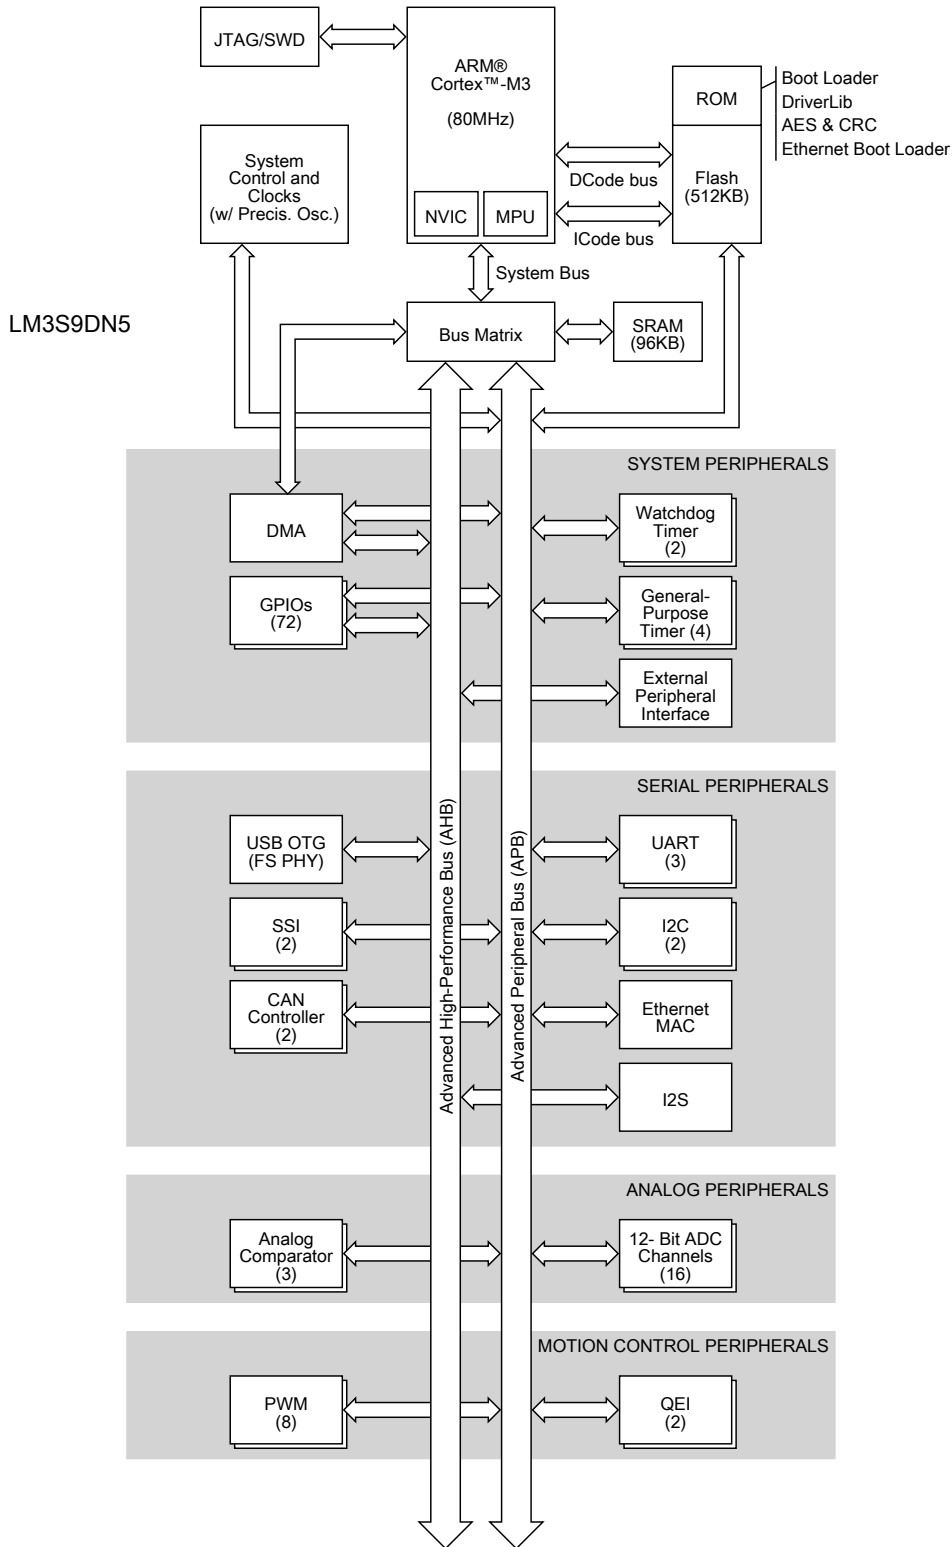 JTAG/SWD
ARM®
Cortex™-M3
(80MHz)
NVIC
MPU
ROM
Flash
(512KB)
Boot Loader
DriverLib
AES & CRC
Ethernet Boot Loader
DCode bus
ICode bus
System
Control and
Clocks
(w/ Precis. Osc.)
System Bus
LM3S9DN5
Bus Matrix
SRAM
(96KB)
SYSTEM PERIPHERALS
DMA
Watchdog
Timer
(2)
GPIOs
(72)
General-
Purpose
Timer (4)
External
Peripheral
Interface
Advanced High-Performance Bus (AHB)
Advanced Peripheral Bus (APB)
SERIAL PERIPHERALS
USB OTG
(FS PHY)
UART
(3)
SSI
(2)
I2C
(2)
CAN
Controller
(2)
Ethernet
MAC
I2S
ANALOG PERIPHERALS
Analog
Comparator
(3)
12- Bit ADC
Channels
(16)
MOTION CONTROL PERIPHERALS
PWM
(8)
QEI
(2)